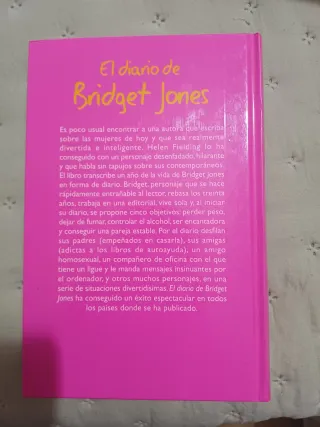 El diario de
Bridget Jones
Es poco usual encontrar a una autora que escriba
sobre las mujeres de hoy y que sea realmente
divertida e inteligente. Helen Fielding lo ha
conseguido con un personaje desenfadado, hilarante
y que habla sin tapujos sobre sus contemporáneos.
El libro transcribe un año de la vida de Bridget Jones
en forma de diario. Bridget, personaje que se hace
rápidamente entrañable al lector, rebasa los treinta
años, trabaja en una editorial, vive sola y, al iniciar
su diario, se propone cinco objetivos: perder peso,
dejar de fumar, controlar el alcohol, ser encantadora,
y conseguir una pareja estable. Por el diario desfilan
sus padres (empeñados en casarla), sus amigas
(adictas a los libros de autoayuda), un amigo
homosexual, un compañero de oficina con el que
tiene un ligue y le manda mensajes insinuantes por
el ordenador, y otros muchos personajes, en una
serie de situaciones divertidísimas. El diario de Bridget
Jones ha conseguido un éxito espectacular en todos
los países donde se ha publicado.